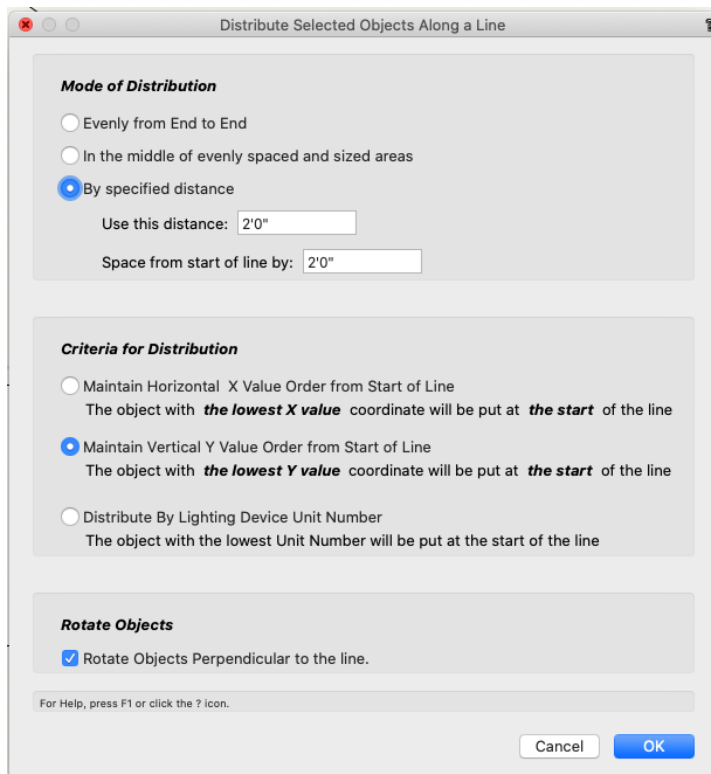 Distribute Selected Objects Along a Line
Mode of Distribution
Evenly from End to End
In the middle of evenly spaced and sized areas
By specified distance
Use this distance: 2'0"
Space from start of line by: 2'0"
Criteria for Distribution
Maintain Horizontal X Value Order from Start of Line
The object with the lowest X value coordinate will be put at the start of the line
Maintain Vertical Y Value Order from Start of Line
The object with the lowest Y value coordinate will be put at the start of the line
Distribute By Lighting Device Unit Number
The object with the lowest Unit Number will be put at the start of the line
Rotate Objects
Rotate Objects Perpendicular to the line.
For Help, press F1 or click the ? icon.
Cancel OK